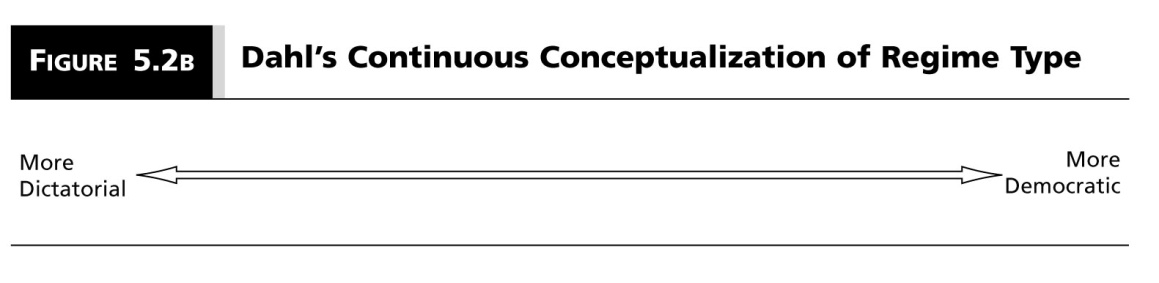 FIGURE 5.2B
Dahl's Continuous Conceptualization of Regime Type
More
Dictatorial
More
Democratic